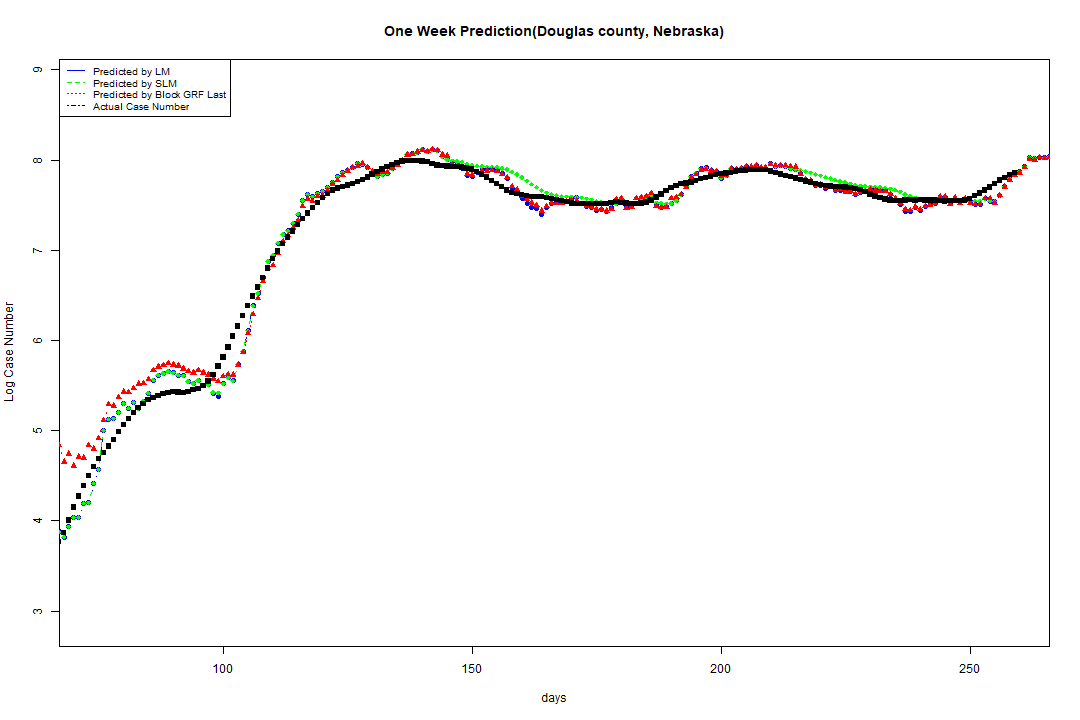 One Week Prediction(Douglas county, Nebraska)
Predicted by LM
Predicted by SLM
Predicted by Block GRF Last
Actual Case Number
9
8
7
6
5
4
3
Log Case Number
100
150
200
250
days